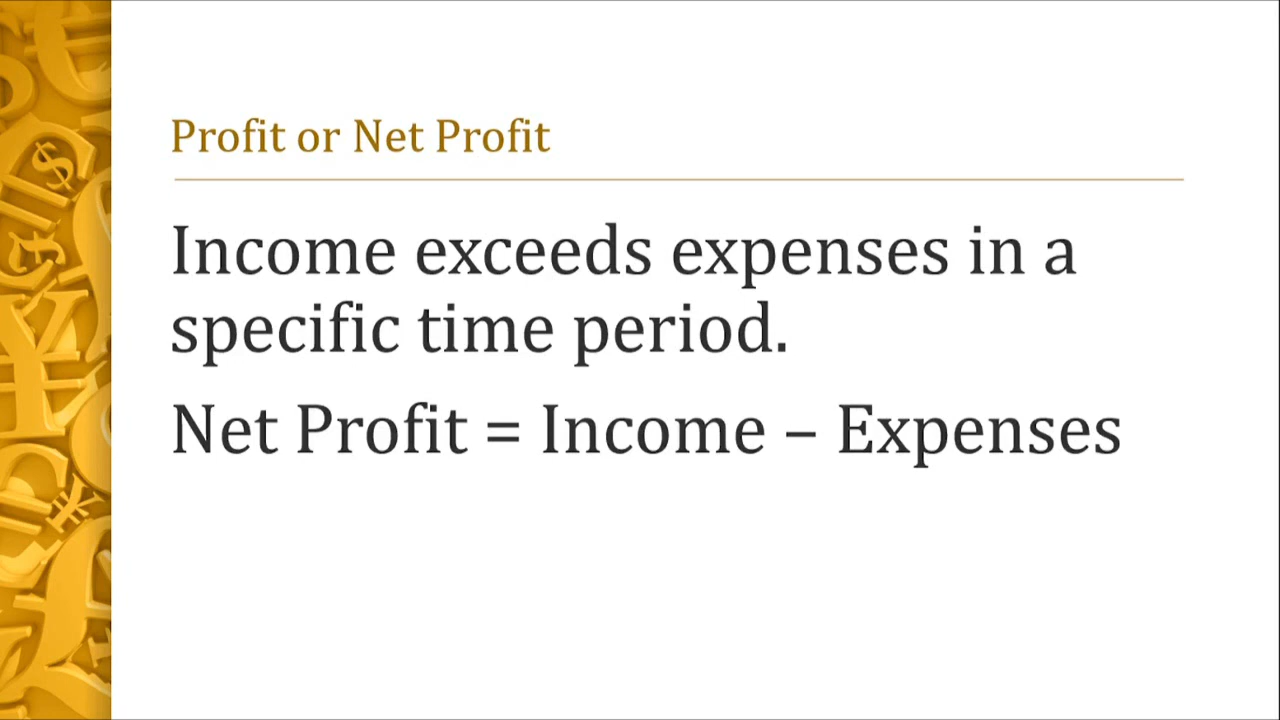 Profit or Net Profit
Income exceeds expenses in a
specific time period.
Net Profit = Income – Expenses